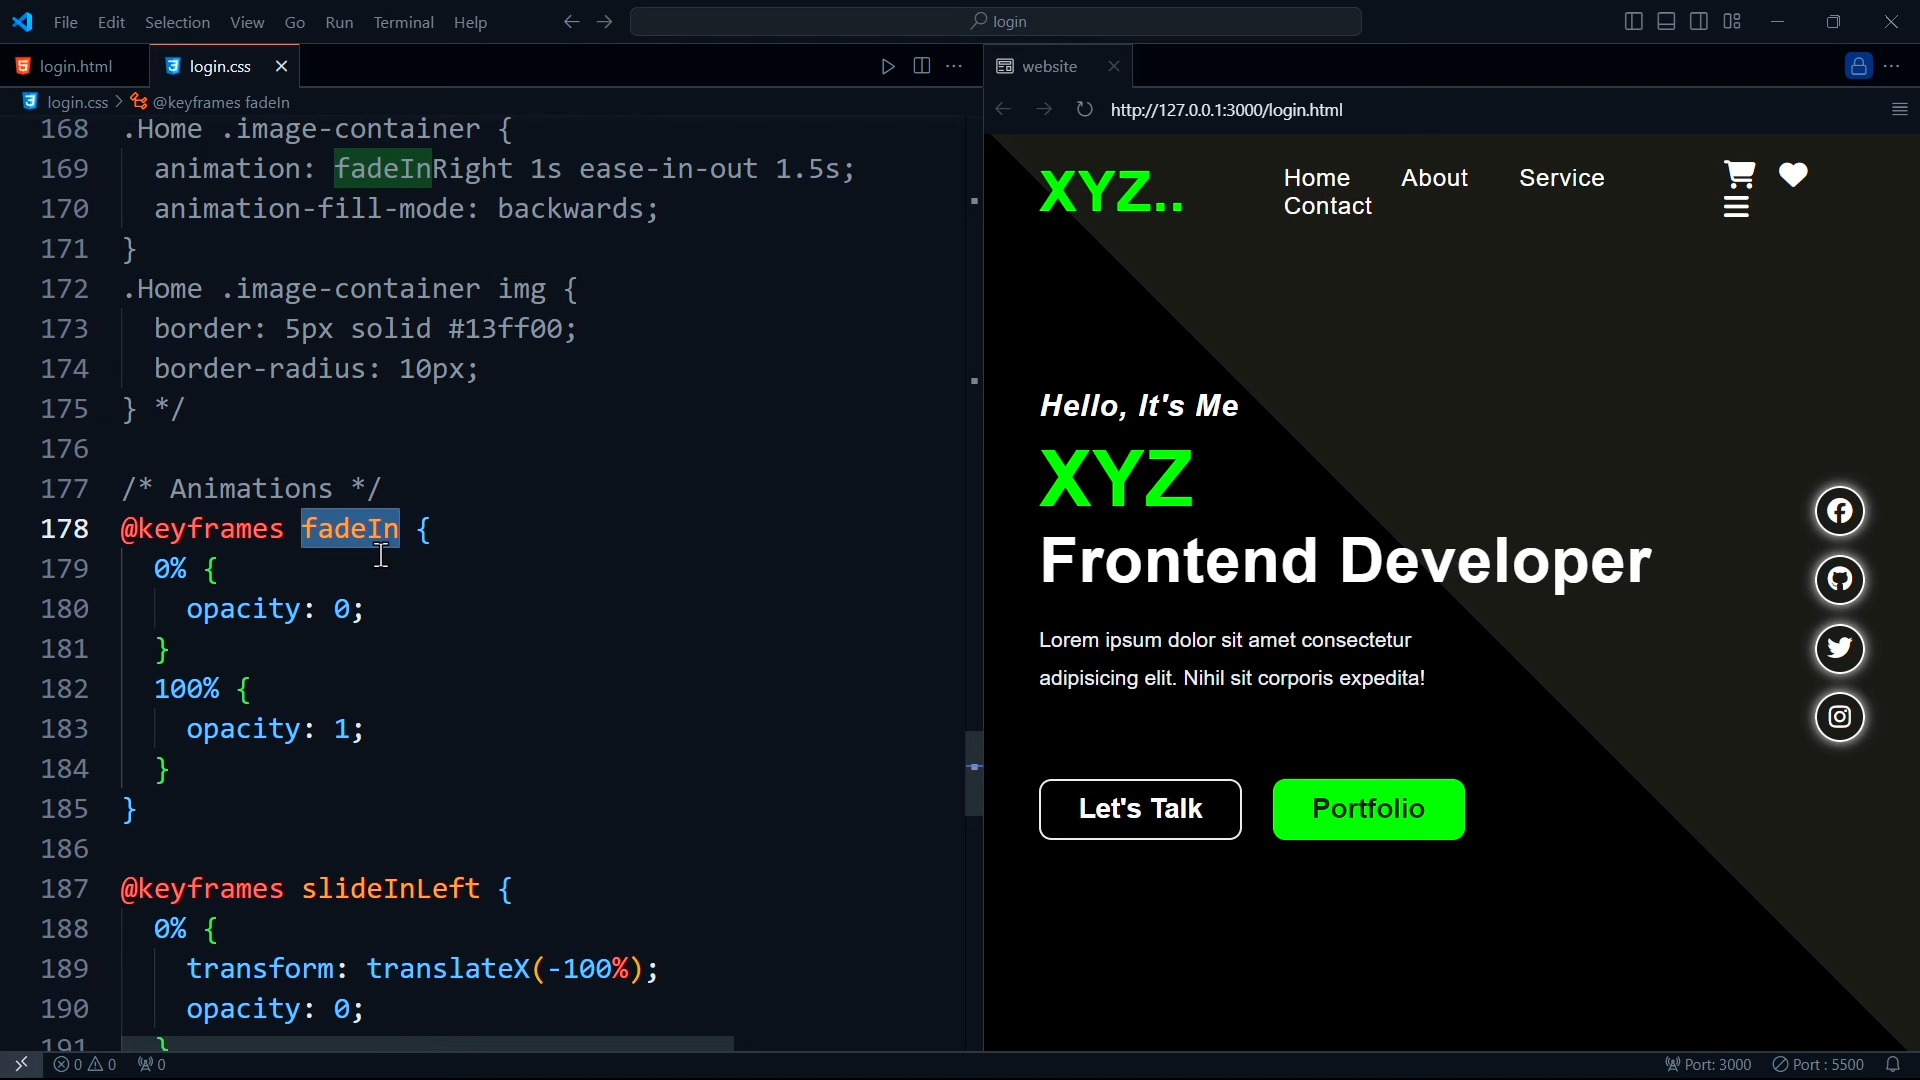 File Edit Selection View Go Run Terminal Help
login
login.html
login.css
website
login.css > @keyframes fadeIn
http://127.0.0.1:3000/login.html
168 .Home .image-container {
169 animation: fadeInRight 1s ease-in-out 1.5s;
170 animation-fill-mode: backwards;
171 }
172 .Home .image-container img {
173 border: 5px solid #13ff00;
174 border-radius: 10px;
175 } */
176
177 /* Animations */
178 @keyframes fadeIn {
179 0% {
180 opacity: 0;
181 }
182 100% {
183 opacity: 1;
184 }
185 }
186
187 @keyframes slideInLeft {
188 0% {
189 transform: translateX(-100%);
190 opacity: 0;
191 }
XYZ..
Home About Service
Contact
Hello, It's Me
XYZ
Frontend Developer
Lorem ipsum dolor sit amet consectetur
adipisicing elit. Nihil sit corporis expedita!
Let's Talk
Portfolio
0 0 0
Port: 3000
Port : 5500